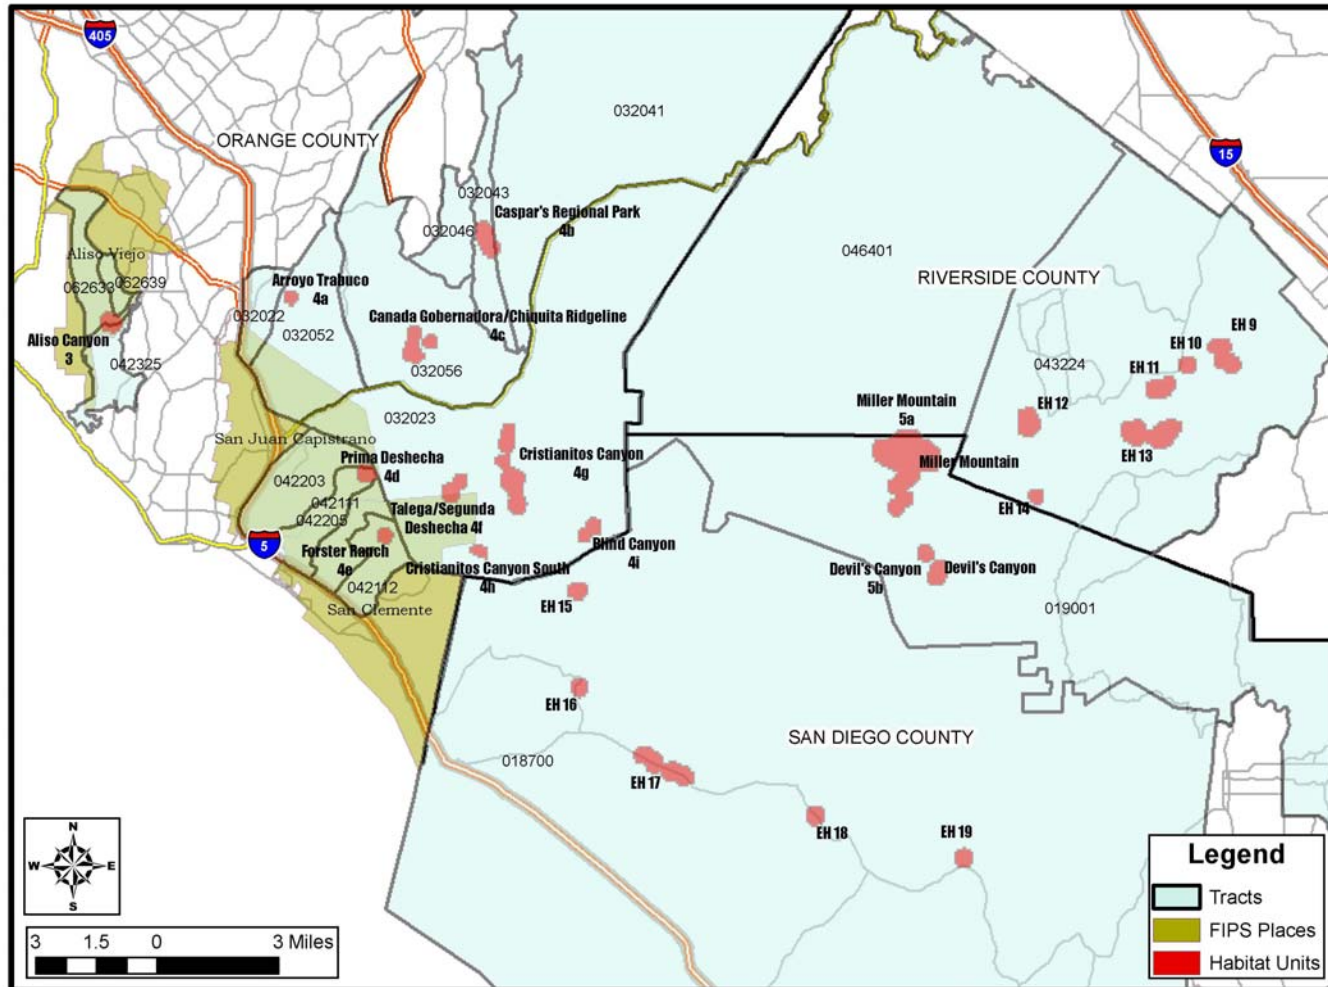 405
032041
ORANGE COUNTY
15
032043
Caspar's Regional Park
4b
032046
046401
Aliso Viejo
RIVERSIDE COUNTY
062633
062639
Arroyo Trabuco
4a
032022
032052
Canada Gobernadora/Chiquita Ridgeline
4c
Aliso Canyon
3
042325
032056
EH 9
EH 10
043224
EH 11
EH 12
Miller Mountain
5a
032023
San Juan Capistrano
EH 13
Cristianitos Canyon
4g
Prima Deshecha
4d
Miller Mountain
042203
042111
042205
Talega/Segunda
Deshecha 4f
EH 14
5
Forster Ranch
4e
Blind Canyon
4i
Cristianitos Canyon South
4h
Devil's Canyon
5b
Devil's Canyon
042112
San Clemente
EH 15
019001
EH 16
SAN DIEGO COUNTY
018700
EH 17
EH 18
EH 19
N
W
E
S
3 1.5 0 3 Miles
Legend
Tracts
FIPS Places
Habitat Units